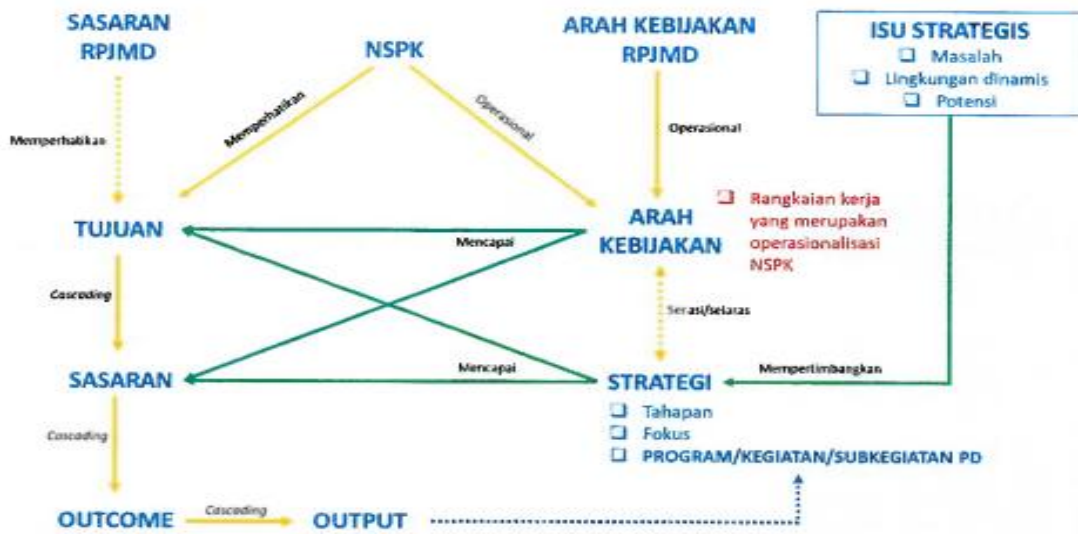 SASARAN
RPJMD
NSPK
ARAH KEBIJAKAN
RPJMD
ISU STRATEGIS
Masalah
Lingkungan dinamis
Potensi
Memperhatikan
Memperhatikan
Operasional
Operasional
TUJUAN
Mencapai
ARAH
KEBIJAKAN
Rangkaian kerja
yang merupakan
operasionalisasi
NSPK
Cascading
Serasi/selaras
SASARAN
Mencapai
STRATEGI
Mempertimbangkan
Tahapan
Fokus
PROGRAM/KEGIATAN/SUBKEGIATAN PD
Cascading
OUTCOME
Cascading
OUTPUT